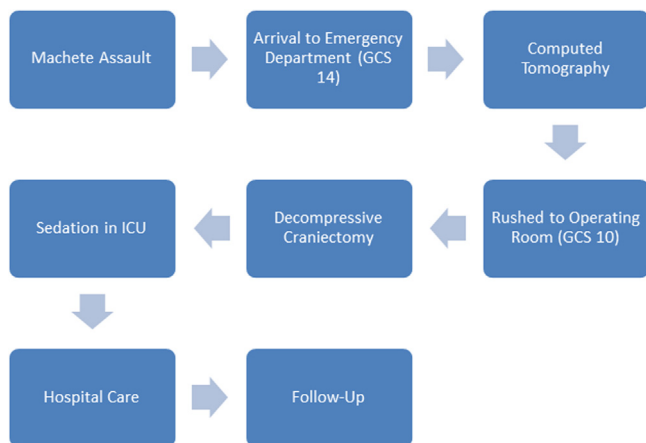 Machete Assault
Arrival to Emergency
Department (GCS
14)
Computed
Tomography
Rushed to Operating
Room (GCS 10)
Decompressive
Craniectomy
Sedation in ICU
Hospital Care
Follow-Up